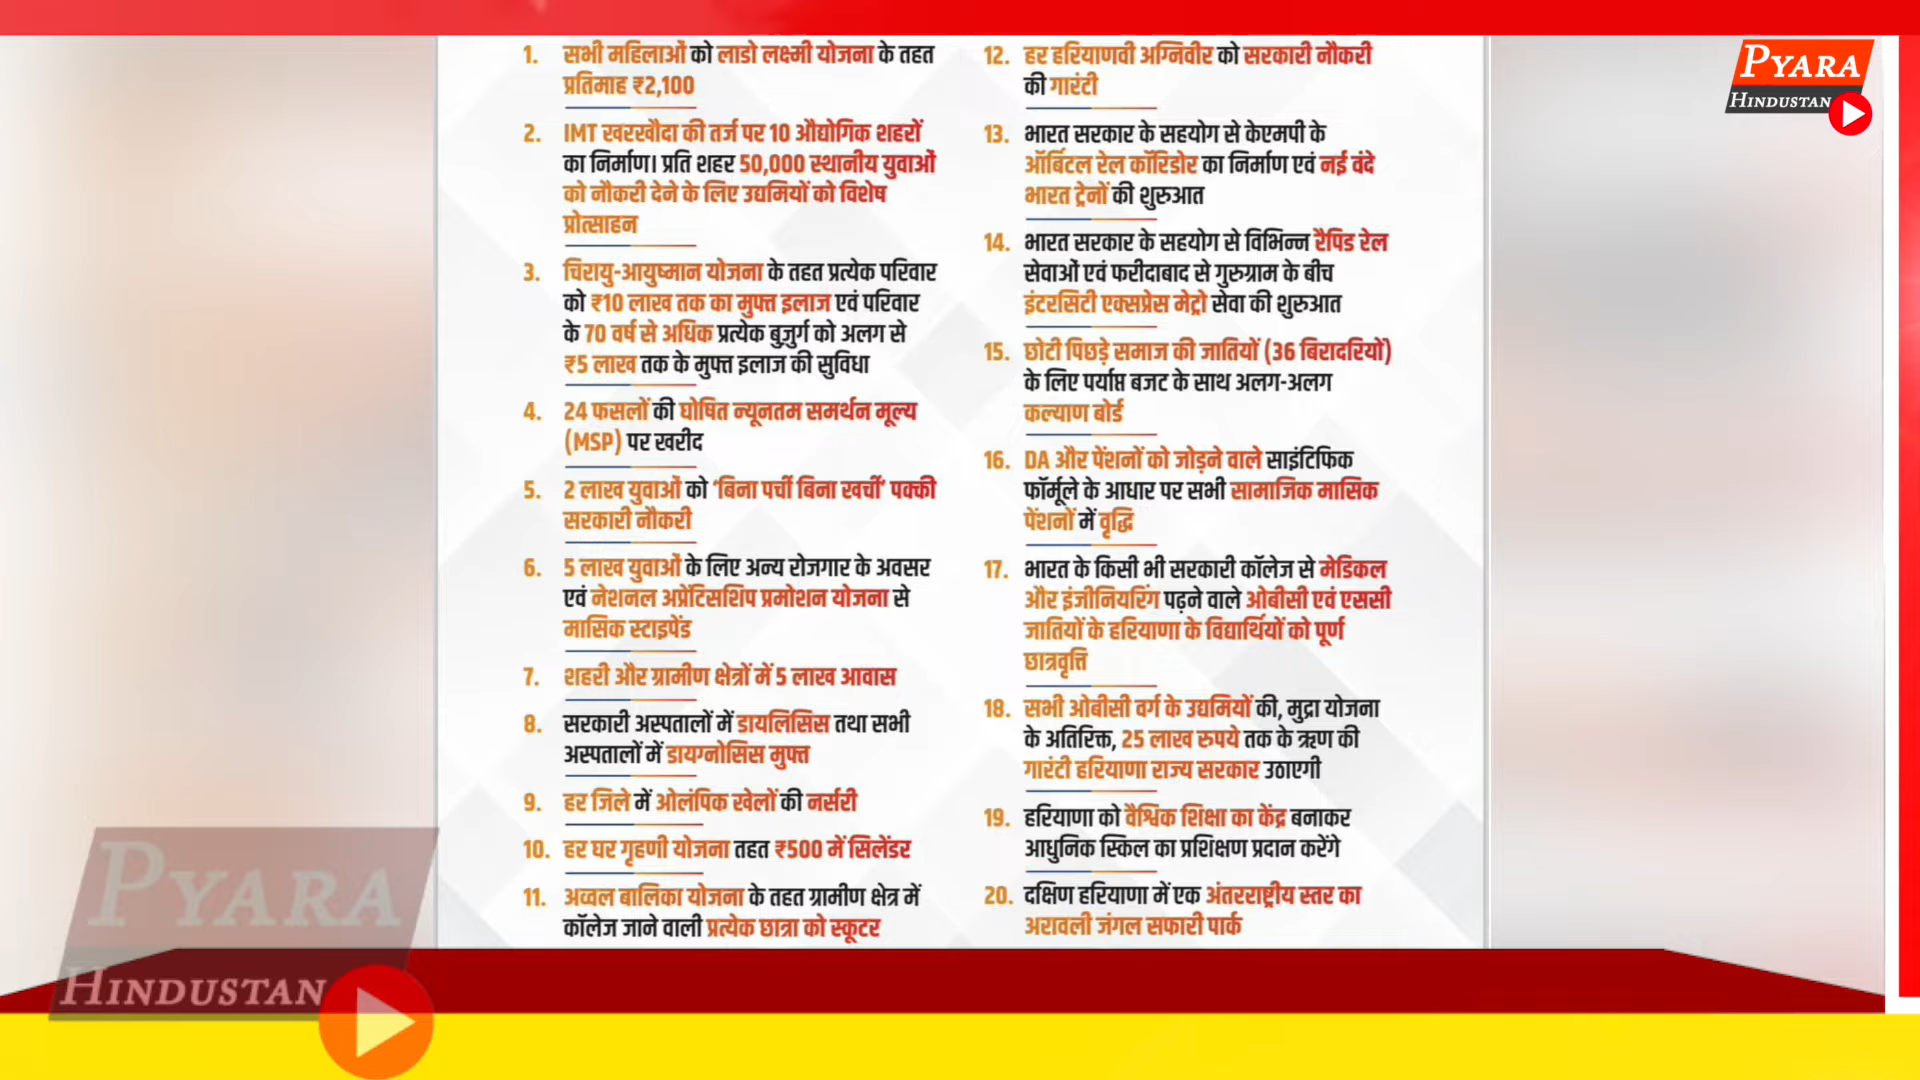 1. सभी महिलाओं को लाडो लक्ष्मी योजना के तहत
प्रतिमाह ₹2,100
2. IMT खरखौदा की तर्ज पर 10 औद्योगिक शहरों
का निर्माण। प्रति शहर 50,000 स्थानीय युवाओं
को नौकरी देने के लिए उद्यमियों को विशेष
प्रोत्साहन
3. चिरायु-आयुष्मान योजना के तहत प्रत्येक परिवार
को ₹10 लाख तक का मुफ्त इलाज एवं परिवार
के 70 वर्ष से अधिक प्रत्येक बुजुर्ग को अलग से
₹5 लाख तक के मुफ्त इलाज की सुविधा
4. 24 फसलों की घोषित न्यूनतम समर्थन मूल्य
(MSP) पर खरीद
5. 2 लाख युवाओं को 'बिना पर्ची बिना खर्ची' पक्की
सरकारी नौकरी
6. 5 लाख युवाओं के लिए अन्य रोजगार के अवसर
एवं नेशनल अप्रेंटिसशिप प्रमोशन योजना से
मासिक स्टाइपेंड
7. शहरी और ग्रामीण क्षेत्रों में 5 लाख आवास
8. सरकारी अस्पतालों में डायलिसिस तथा सभी
अस्पतालों में डायग्नोसिस मुफ्त
9. हर जिले में ओलंपिक खेलों की नर्सरी
10. हर घर गृहणी योजना तहत ₹500 में सिलेंडर
11. अव्वल बालिका योजना के तहत ग्रामीण क्षेत्र में
कॉलेज जाने वाली प्रत्येक छात्रा को स्कूटर
12. हर हरियाणवी अग्निवीर को सरकारी नौकरी
की गारंटी
13. भारत सरकार के सहयोग से केएमपी के
ऑर्बिटल रेल कॉरिडोर का निर्माण एवं नई वंदे
भारत ट्रेनों की शुरुआत
14. भारत सरकार के सहयोग से विभिन्न रैपिड रेल
सेवाओं एवं फरीदाबाद से गुरुग्राम के बीच
इंटरसिटी एक्सप्रेस मेट्रो सेवा की शुरुआत
15. छोटी पिछड़े समाज की जातियों (36 बिरादरियों)
के लिए पर्याप्त बजट के साथ अलग-अलग
कल्याण बोर्ड
16. DA और पेंशनों को जोड़ने वाले साइंटिफिक
फॉर्मूले के आधार पर सभी सामाजिक मासिक
पेंशनों में वृद्धि
17. भारत के किसी भी सरकारी कॉलेज से मेडिकल
और इंजीनियरिंग पढ़ने वाले ओबीसी एवं एससी
जातियों के हरियाणा के विद्यार्थियों को पूर्ण
छात्रवृत्ति
18. सभी ओबीसी वर्ग के उद्यमियों की, मुद्रा योजना
के अतिरिक्त, 25 लाख रुपये तक के ऋण की
गारंटी हरियाणा राज्य सरकार उठाएगी
19. हरियाणा को वैश्विक शिक्षा का केंद्र बनाकर
आधुनिक स्किल का प्रशिक्षण प्रदान करेंगे
20. दक्षिण हरियाणा में एक अंतरराष्ट्रीय स्तर का
अरावली जंगल सफारी पार्क
PYARA
HINDUSTAN
PYARA
HINDUSTAN